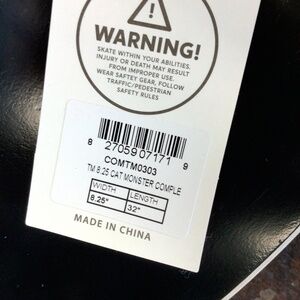 WARNING!
SKATE WITHIN YOUR ABILITIES.
INJURY OR DEATH MAY RESULT
FROM IMPROPER USE.
WEAR SAFTEY GEAR, FOLLOW
TRAFFIC/PEDESTRIAN
SAFETY RULES
8 27059 07171 9
COMTM0303
TM 8.25 CAT MONSTER COMPLE
WIDTH LENGTH
8.25" 32"
MADE IN CHINA